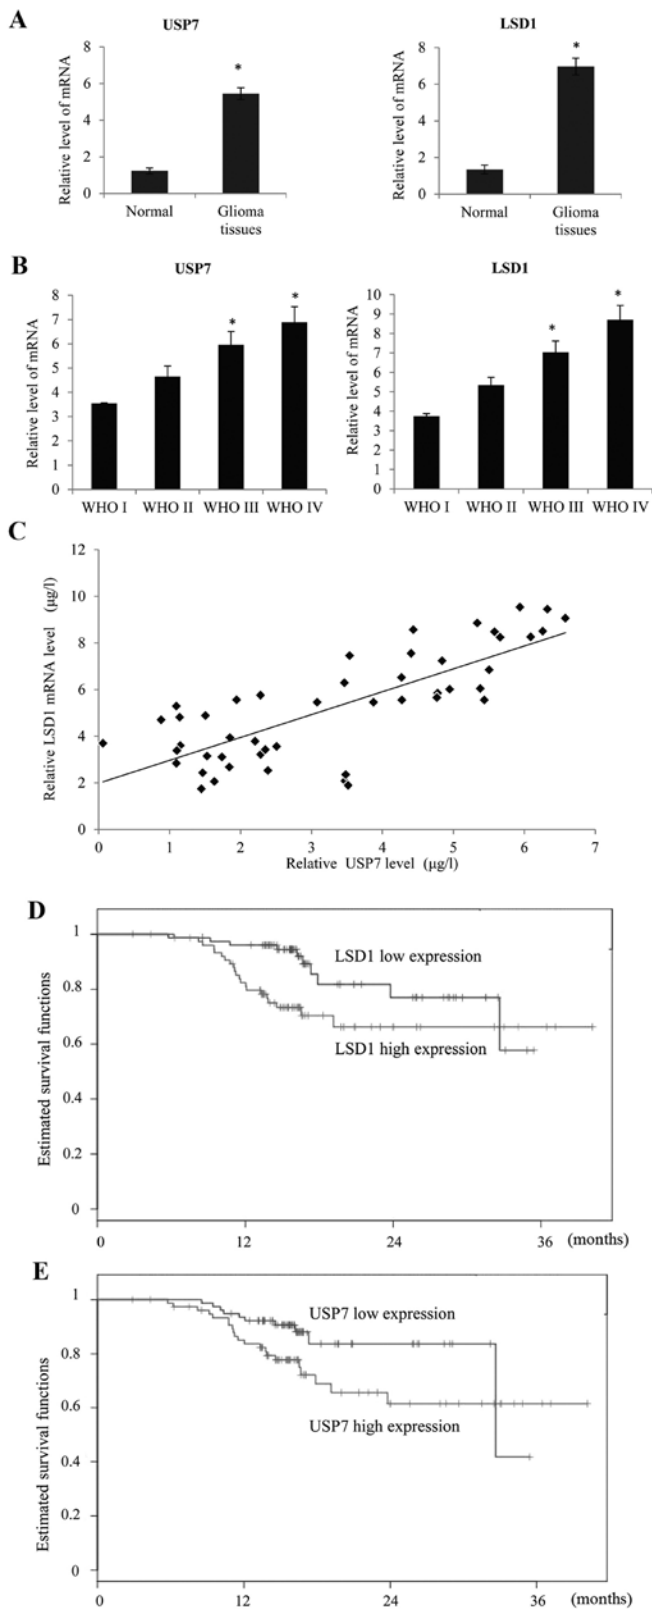 A
USP7
LSD1
Relative level of mRNA
8
6
4
2
0
*
Normal
Glioma tissues
Relative level of mRNA
8
6
4
2
0
*
Normal
Glioma tissues
B
USP7
LSD1
Relative level of mRNA
8
7
6
5
4
3
2
1
0
*
*
WHO I WHO II WHO III WHO IV
Relative level of mRNA
10
9
8
7
6
5
4
3
2
1
0
*
*
WHO I WHO II WHO III WHO IV
C
Relative LSD1 mRNA level (μg/l)
12
10
8
6
4
2
0
0 1 2 3 4 5 6 7
Relative USP7 level (μg/l)
D
Estimated survival functions
1
0.8
0.6
0.4
0.2
0
LSD1 low expression
LSD1 high expression
0 12 24 36 (months)
E
Estimated survival functions
1
0.8
0.6
0.4
0.2
0
USP7 low expression
USP7 high expression
0 12 24 36 (months)